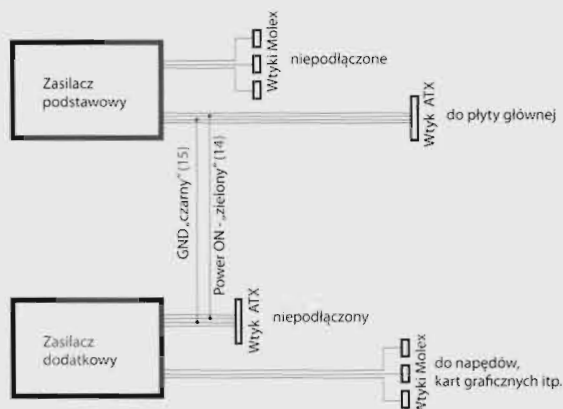 Zasilacz
podstawowy
Wtyki Molex
niepodłączone
Wtyk ATX
do płyty głównej
GND „czarny" (15)
Power ON - „zielony" (14)
Zasilacz
dodatkowy
Wtyk ATX
niepodłączony
Wtyki Molex
do napędów,
kart graficznych itp.